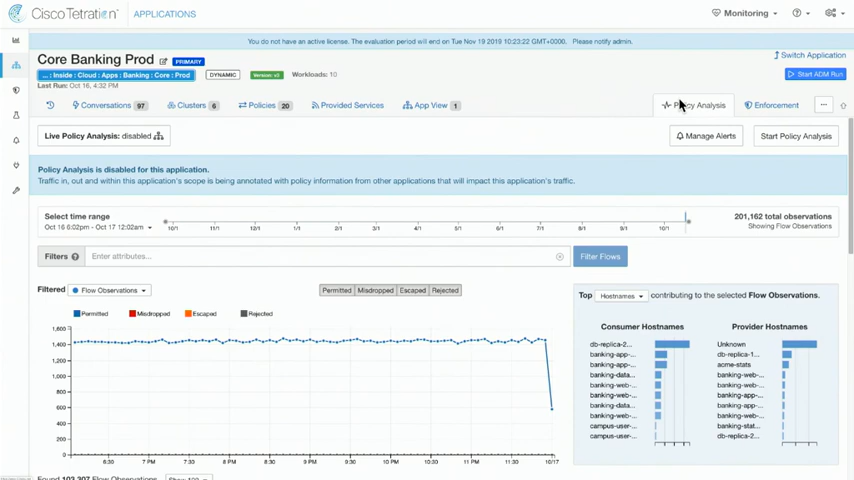 Cisco Tetration™ APPLICATIONS Monitoring
You do not have an active license. The evaluation period will end on Tue Nov 19 2019 10:23:22 GMT+0000. Please notify admin.
Core Banking Prod PRIMARY
Switch Application
... : Inside : Cloud : Apps : Banking : Core : Prod DYNAMIC Version: v3 Workloads: 10
Start ADM Run
Last Run: Oct 16, 4:32 PM
Conversations 97 Clusters 6 Policies 20 Provided Services App View 1 Policy Analysis Enforcement ...
Live Policy Analysis: disabled Manage Alerts Start Policy Analysis
Policy Analysis is disabled for this application.
Traffic in, out and within this application's scope is being annotated with policy information from other applications that will impact this application's traffic.
Select time range
Oct 16 6:02pm - Oct 17 12:02am
10/1 11/1 12/1 1/1 2/1 3/1 4/1 5/1 6/1 7/1 8/1 9/1 10/1
201,162 total observations
Showing Flow Observations
Filters Enter attributes... Filter Flows
Filtered Flow Observations Permitted Misdropped Escaped Rejected
Permitted Misdropped Escaped Rejected
1,600
1,400
1,200
1,000
800
600
400
200
0
6:30 7 PM 7:30 8 PM 8:30 9 PM 9:30 10 PM 10:30 11 PM 11:30 10/17
Top Hostnames contributing to the selected Flow Observations.
Consumer Hostnames
db-replica-2...
banking-app-...
banking-app-...
banking-data...
banking-web-...
banking-web-...
banking-data...
banking-web-...
campus-user-...
campus-user-...
Provider Hostnames
Unknown
db-replica-1...
acme-stats
banking-web-...
banking-web-...
banking-app-...
banking-app-...
banking-web-...
banking-stat...
db-replica-2...
Found 103,307 Flow Observations Show 100